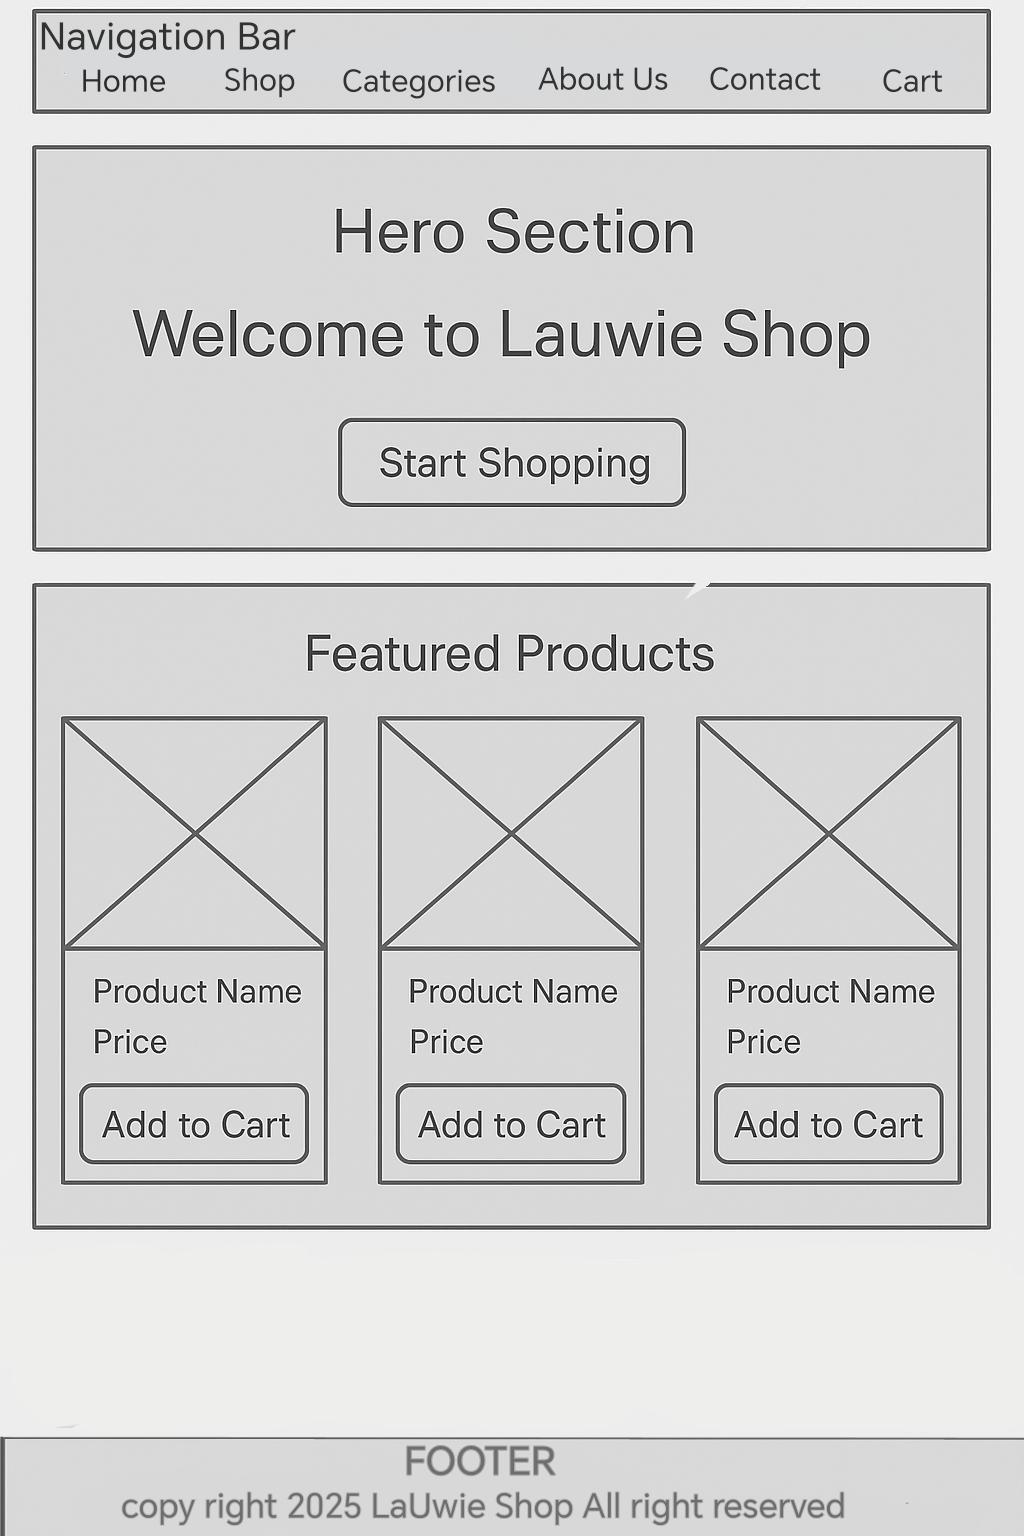 Navigation Bar
Home Shop Categories About Us Contact Cart
Hero Section
Welcome to Lauwie Shop
Start Shopping
Featured Products
Product Name
Price
Add to Cart
Product Name
Price
Add to Cart
Product Name
Price
Add to Cart
FOOTER
copy right 2025 LaUwie Shop All right reserved